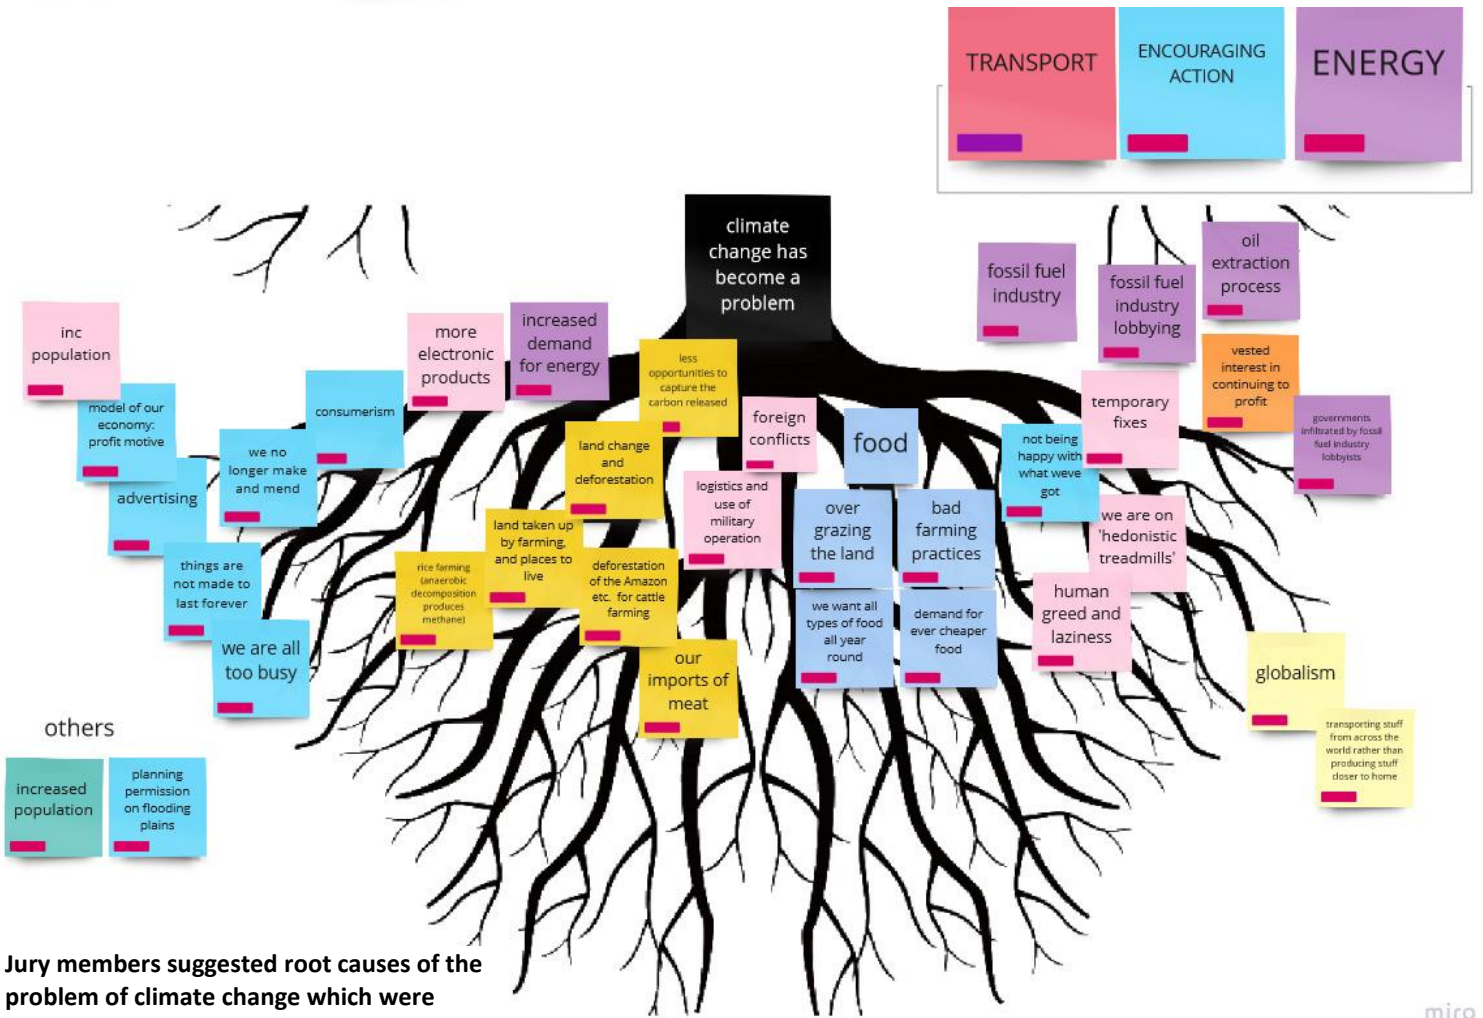 TRANSPORT
ENCOURAGING
ACTION
ENERGY
climate
change has
become a
problem
inc
population
model of our
economy:
profit motive
advertising
things are
not made to
last forever
we are all
too busy
we no
longer make
and mend
consumerism
more
electronic
products
increased
demand
for energy
less
opportunities to
capture the
carbon released
land change
and
deforestation
land taken up
by farming,
and places to
live
rice farming
(anaerobic
decomposition
produces
methane)
deforestation
of the Amazon
etc. for cattle
farming
our
imports of
meat
foreign
conflicts
logistics and
use of
military
operation
food
over
grazing
the land
bad
farming
practices
we want all
types of food
all year
round
demand for
ever cheaper
food
not being
happy with
what weve
got
temporary
fixes
we are on
'hedonistic
treadmills'
human
greed and
laziness
fossil fuel
industry
fossil fuel
industry
lobbying
oil
extraction
process
vested
interest in
continuing to
profit
governments
infiltrated by fossil
fuel industry
lobbyists
globalism
transporting stuff
from across the
world rather than
producing stuff
closer to home
others
increased
population
planning
permission
on flooding
plains
Jury members suggested root causes of the
problem of climate change which were
miro